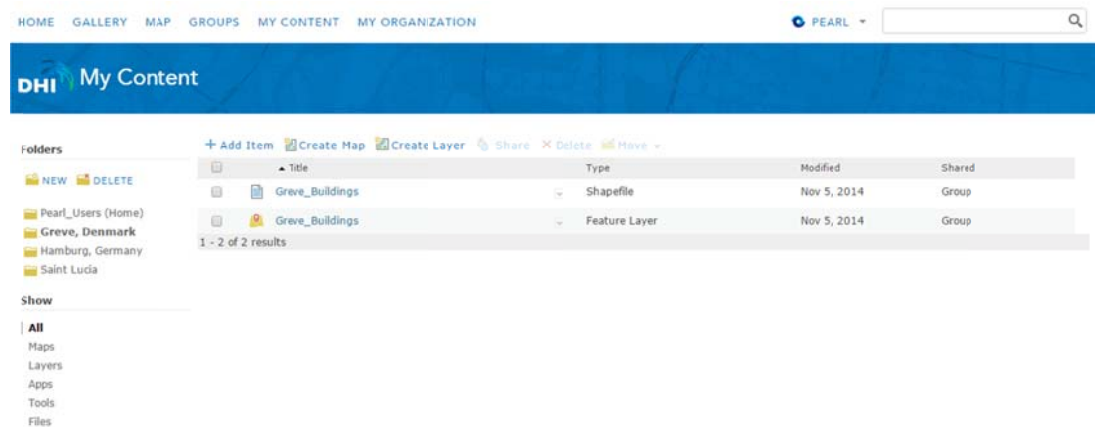 HOME GALLERY MAP GROUPS MY CONTENT MY ORGANIZATION PEARL
DHI My Content
Folders
+ Add Item Create Map Create Layer Share × Delete Move
Title Type Modified Shared
NEW DELETE
Greve_Buildings Shapefile Nov 5, 2014 Group
Pearl_Users (Home)
Greve_Buildings Feature Layer Nov 5, 2014 Group
Greve, Denmark
1 - 2 of 2 results
Hamburg, Germany
Saint Lucia
Show
All
Maps
Layers
Apps
Tools
Files